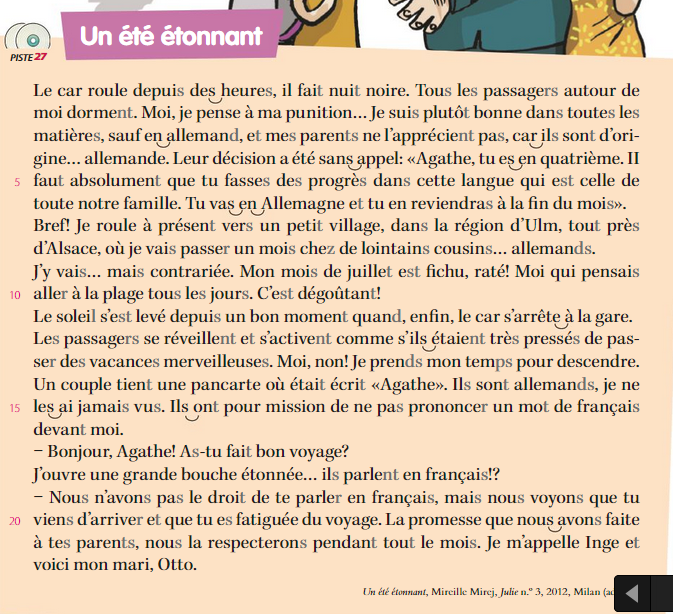 Un été étonnant
PISTE 27
Le car roule depuis des heures, il fait nuit noire. Tous les passagers autour de
moi dorment. Moi, je pense à ma punition... Je suis plutôt bonne dans toutes les
matières, sauf en allemand, et mes parents ne l'apprécient pas, car ils sont d'ori-
gine... allemande. Leur décision a été sans appel: «Agathe, tu es en quatrième. Il
5 faut absolument que tu fasses des progrès dans cette langue qui est celle de
toute notre famille. Tu vas en Allemagne et tu en reviendras à la fin du mois».
Bref! Je roule à présent vers un petit village, dans la région d'Ulm, tout près
d'Alsace, où je vais passer un mois chez de lointains cousins... allemands.
J'y vais... mais contrariée. Mon mois de juillet est fichu, raté! Moi qui pensais
10 aller à la plage tous les jours. C'est dégoûtant!
Le soleil s'est levé depuis un bon moment quand, enfin, le car s'arrête à la gare.
Les passagers se réveillent et s'activent comme s'ils étaient très pressés de pas-
ser des vacances merveilleuses. Moi, non! Je prends mon temps pour descendre.
Un couple tient une pancarte où était écrit «Agathe». Ils sont allemands, je ne
15 les ai jamais vus. Ils ont pour mission de ne pas prononcer un mot de français
devant moi.
– Bonjour, Agathe! As-tu fait bon voyage?
J'ouvre une grande bouche étonnée... ils parlent en français!?
– Nous n'avons pas le droit de te parler en français, mais nous voyons que tu
20 viens d'arriver et que tu es fatiguée du voyage. La promesse que nous avons faite
à tes parents, nous la respecterons pendant tout le mois. Je m'appelle Inge et
voici mon mari, Otto.
Un été étonnant, Mireille Mirej, Julie n.º 3, 2012, Milan